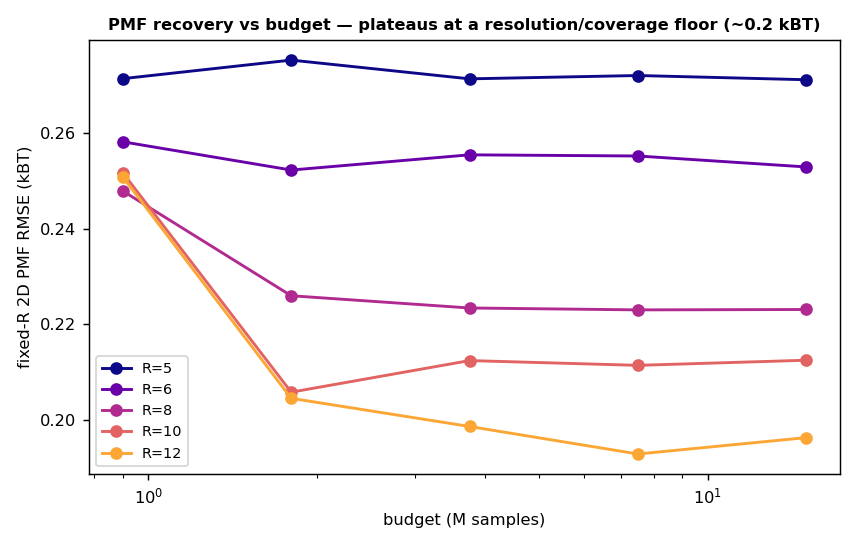 PMF recovery vs budget — plateaus at a resolution/coverage floor (~0.2 kBT)
fixed-R 2D PMF RMSE (kBT)
0.26
0.24
0.22
0.20
R=5
R=6
R=8
R=10
R=12
10⁰
10¹
budget (M samples)